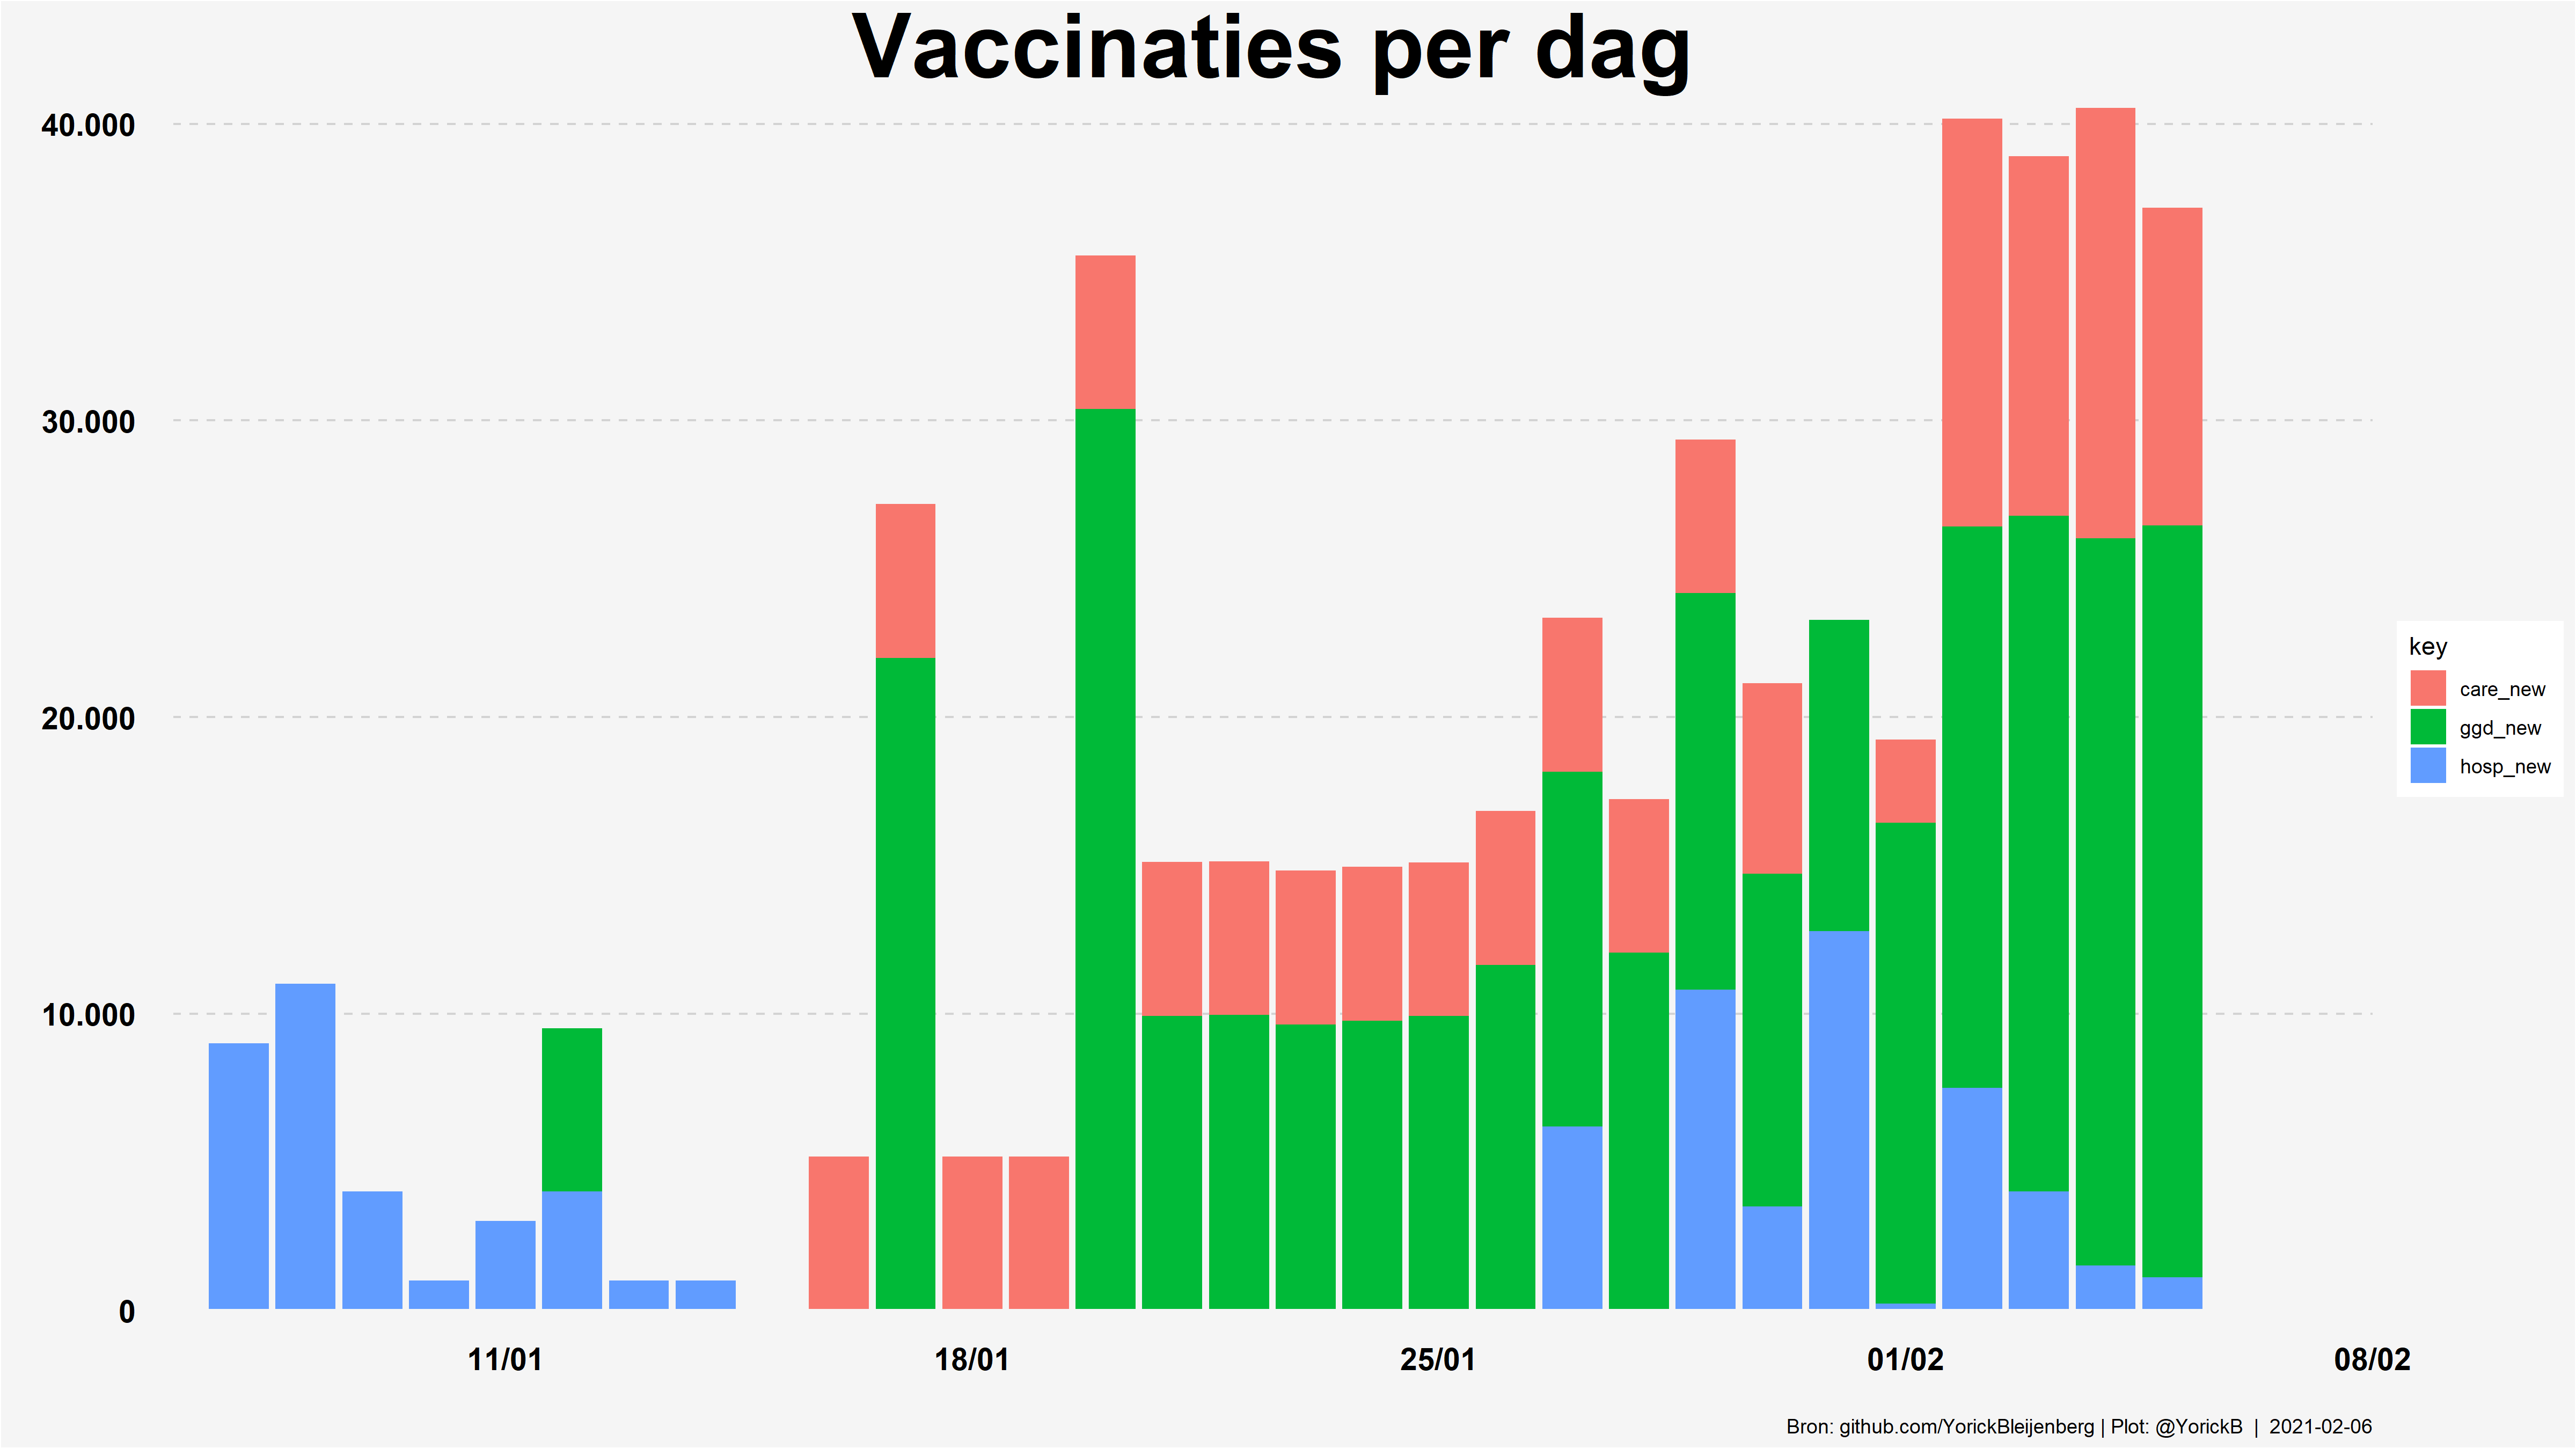 Vaccinaties per dag
40.000
30.000
20.000
10.000
0
11/01
18/01
25/01
01/02
08/02
key
care_new
ggd_new
hosp_new
Bron: github.com/YorickBleijenberg | Plot: @YorickB | 2021-02-06